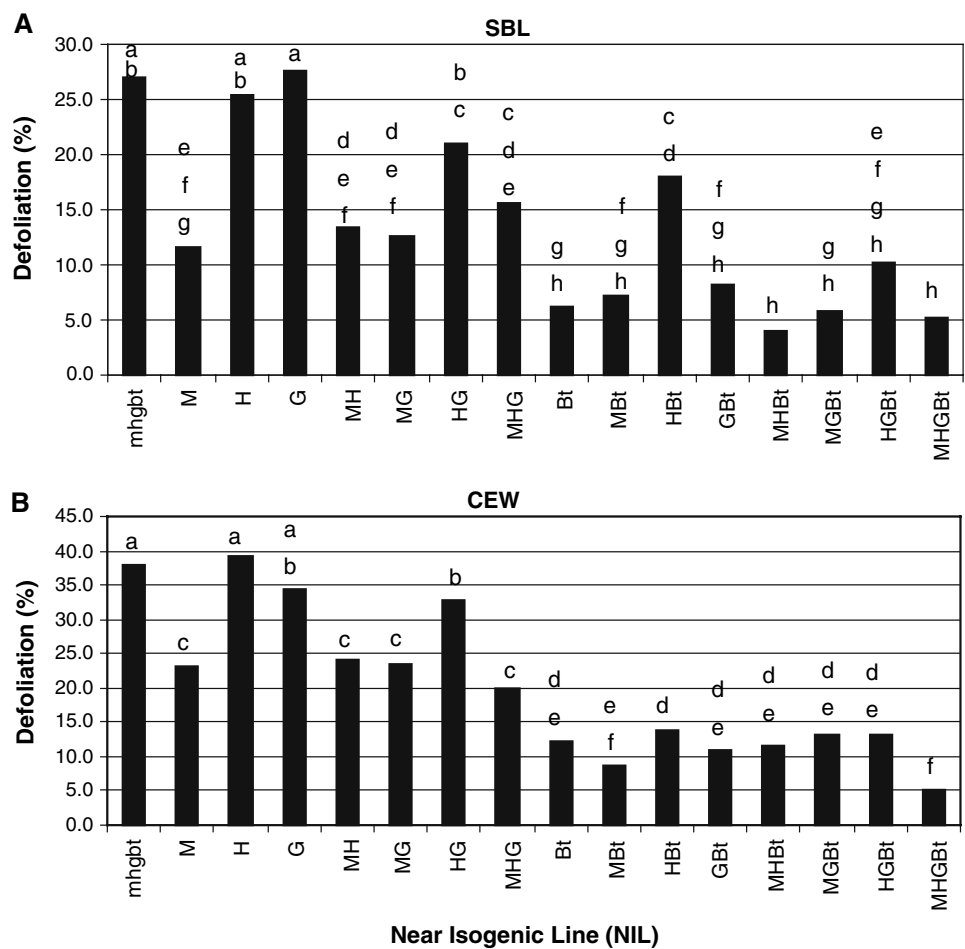 A
SBL
Defoliation (%)
30.0
25.0
20.0
15.0
10.0
5.0
0.0
a b
e f g
a b
a
d e f
d e f
b c
c d e
g h
f g h
c d
f g h
h
g h
e f g h
h
mhgbt
M
H
G
MH
MG
HG
MHG
Bt
MBt
HBt
GBt
MHBt
MGBt
HGBt
MHGBt
B
CEW
Defoliation (%)
45.0
40.0
35.0
30.0
25.0
20.0
15.0
10.0
5.0
0.0
a
c
a
a b
c
c
b
c
d e
e f
d
d e
d e
d e
d e
f
mhgbt
M
H
G
MH
MG
HG
MHG
Bt
MBt
HBt
GBt
MHBt
MGBt
HGBt
MHGBt
Near Isogenic Line (NIL)